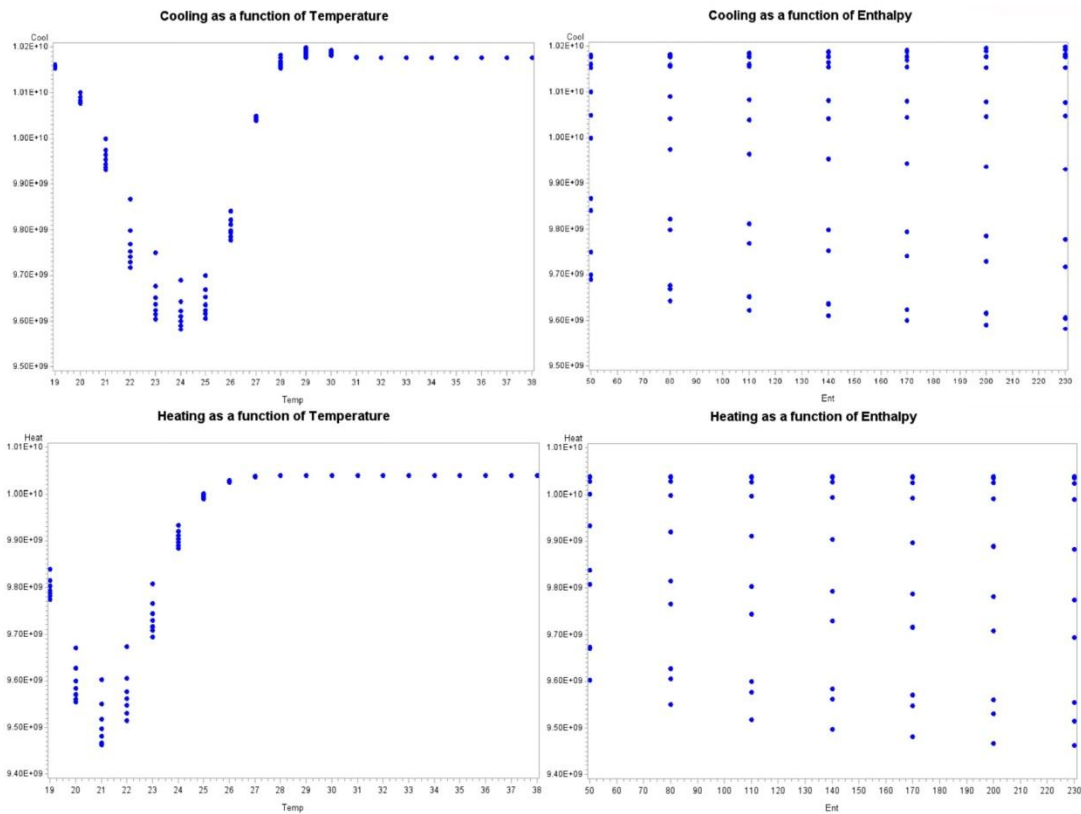 Cooling as a function of Temperature
Cool
1.02E+10
1.01E+10
1.00E+10
9.90E+09
9.80E+09
9.70E+09
9.60E+09
9.50E+09
19 20 21 22 23 24 25 26 27 28 29 30 31 32 33 34 35 36 37 38
Temp
Cooling as a function of Enthalpy
Cool
1.02E+10
1.01E+10
1.00E+10
9.90E+09
9.80E+09
9.70E+09
9.60E+09
9.50E+09
50 60 70 80 90 100 110 120 130 140 150 160 170 180 190 200 210 220 230
Ent
Heating as a function of Temperature
Heat
1.01E+10
1.00E+10
9.90E+09
9.80E+09
9.70E+09
9.60E+09
9.50E+09
9.40E+09
19 20 21 22 23 24 25 26 27 28 29 30 31 32 33 34 35 36 37 38
Temp
Heating as a function of Enthalpy
Heat
1.01E+10
1.00E+10
9.90E+09
9.80E+09
9.70E+09
9.60E+09
9.50E+09
9.40E+09
50 60 70 80 90 100 110 120 130 140 150 160 170 180 190 200 210 220 230
Ent